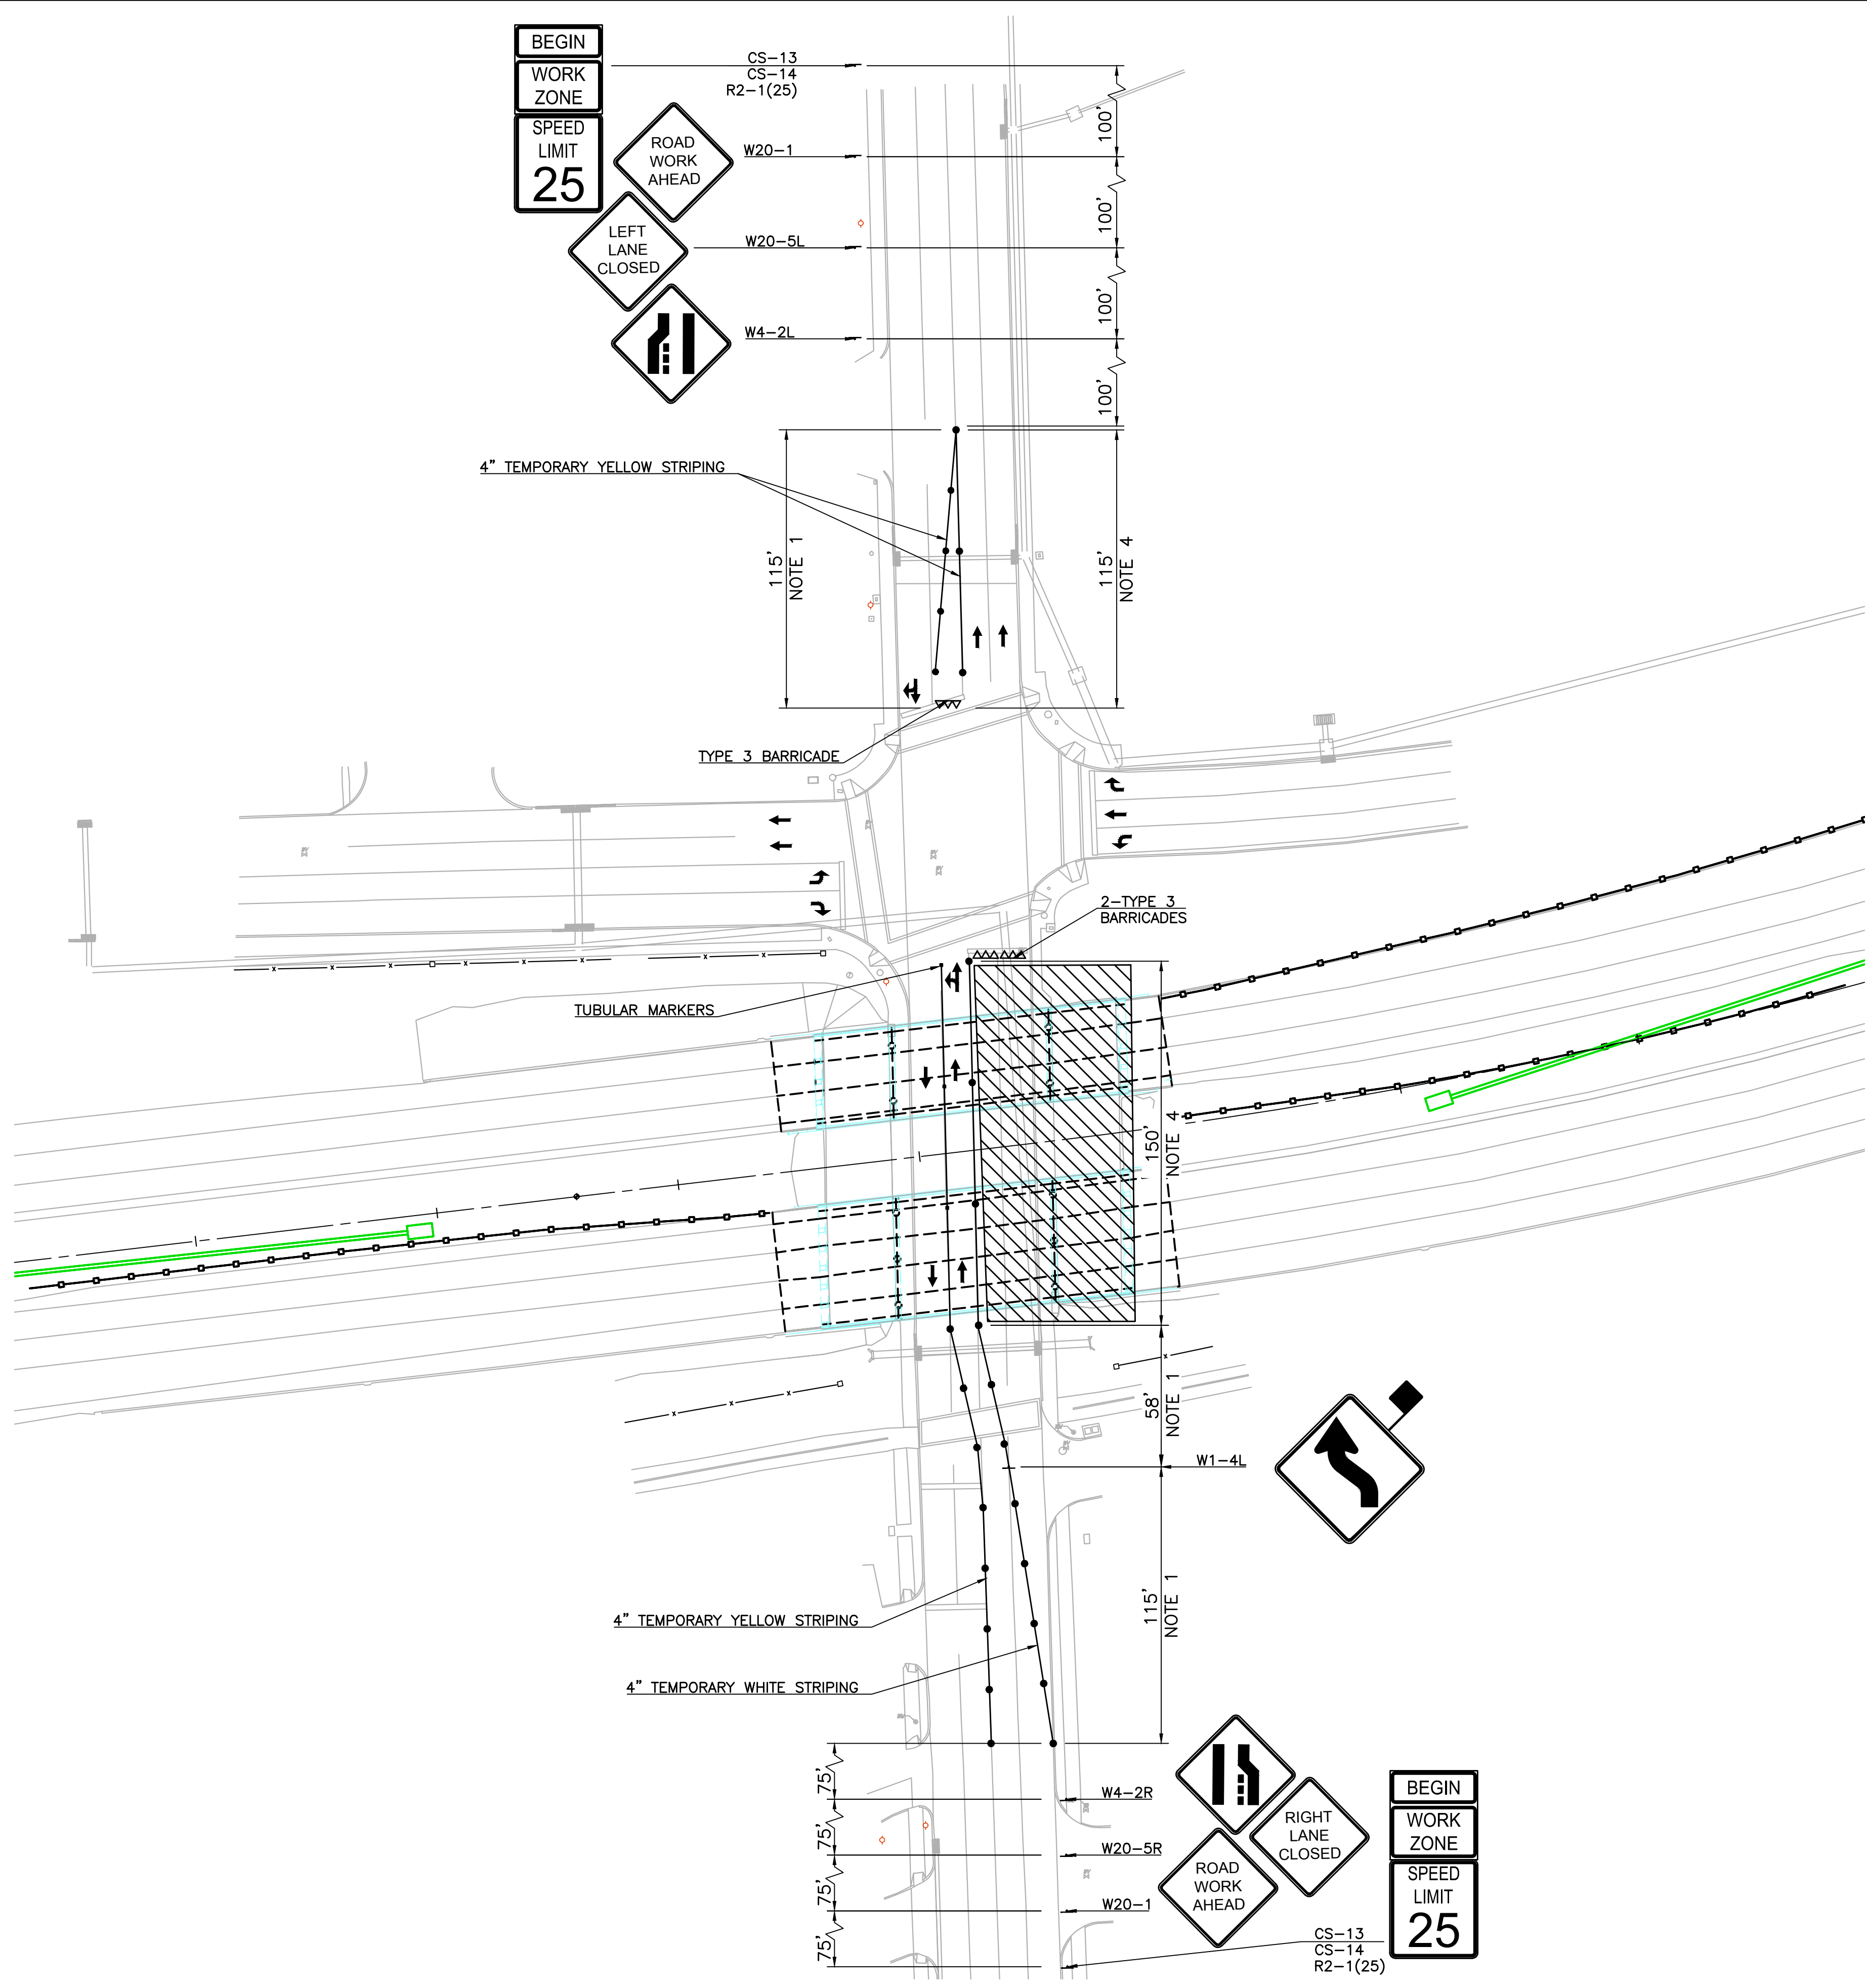 BEGIN
WORK
ZONE
SPEED
LIMIT
25
CS-13
CS-14
R2-1(25)
100'
ROAD
WORK
AHEAD
W20-1
100'
LEFT
LANE
CLOSED
W20-5L
100'
W4-2L
100'
4" TEMPORARY YELLOW STRIPING
115'
NOTE 1
115'
NOTE 4
TYPE 3 BARRICADE
2-TYPE 3
BARRICADES
TUBULAR MARKERS
150'
NOTE 4
58'
NOTE 1
W1-4L
115'
NOTE 1
4" TEMPORARY YELLOW STRIPING
4" TEMPORARY WHITE STRIPING
75'
W4-2R
75'
W20-5R
RIGHT
LANE
CLOSED
75'
W20-1
ROAD
WORK
AHEAD
75'
BEGIN
WORK
ZONE
SPEED
LIMIT
25
CS-13
CS-14
R2-1(25)